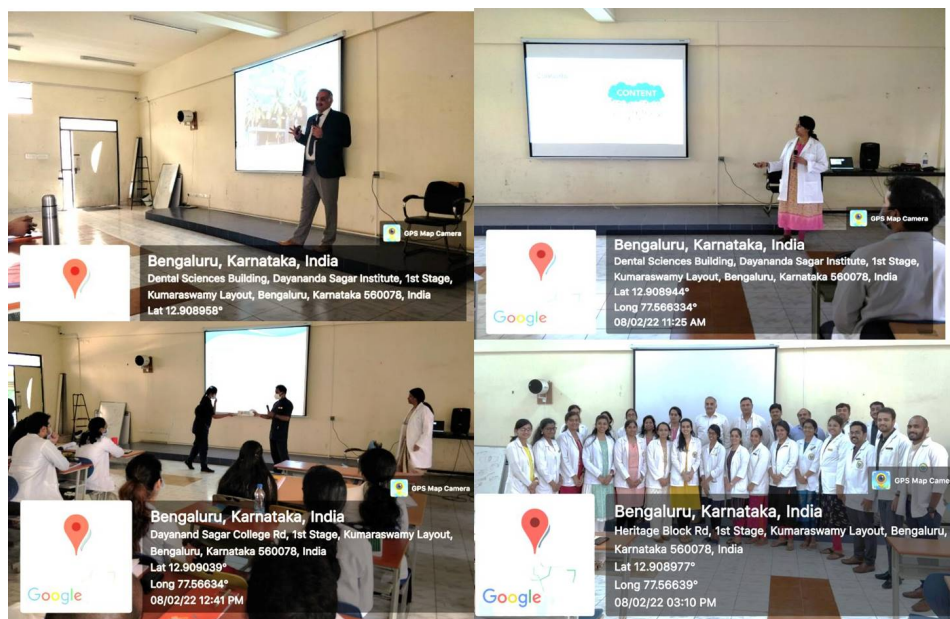 GPS Map Camera
Bengaluru, Karnataka, India
Dental Sciences Building, Dayananda Sagar Institute, 1st Stage,
Kumaraswamy Layout, Bengaluru, Karnataka 560078, India
Lat 12.908958°
CONTENT
GPS Map Camera
Google
Bengaluru, Karnataka, India
Dental Sciences Building, Dayananda Sagar Institute, 1st Stage,
Kumaraswamy Layout, Bengaluru, Karnataka 560078, India
Lat 12.908944°
Long 77.566334°
08/02/22 11:25 AM
GPS Map Camera
Google
Bengaluru, Karnataka, India
Dayanand Sagar College Rd, 1st Stage, Kumaraswamy Layout,
Bengaluru, Karnataka 560078, India
Lat 12.909039°
Long 77.56634°
08/02/22 12:41 PM
GPS Map Came
Google
Bengaluru, Karnataka, India
Heritage Block Rd, 1st Stage, Kumaraswamy Layout, Bengaluru,
Karnataka 560078, India
Lat 12.908977°
Long 77.56639°
08/02/22 03:10 PM